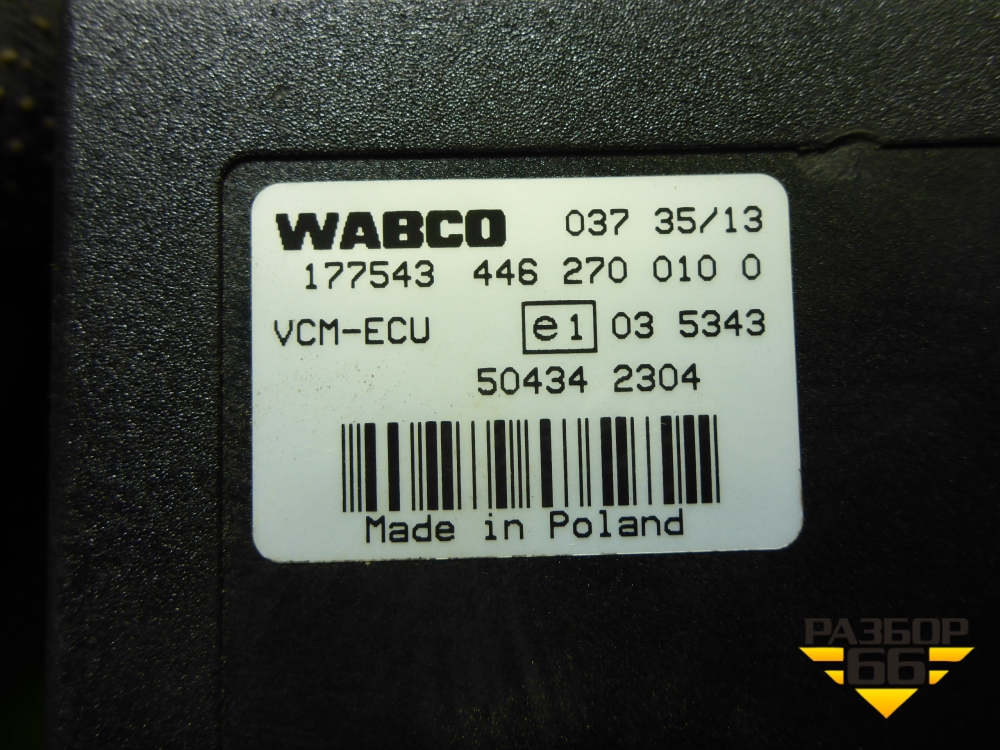 WABCO 037 35/13
177543 446 270 010 0
VCM-ECU e1 03 5343
50434 2304
Made in Poland
РАЗБОР
66